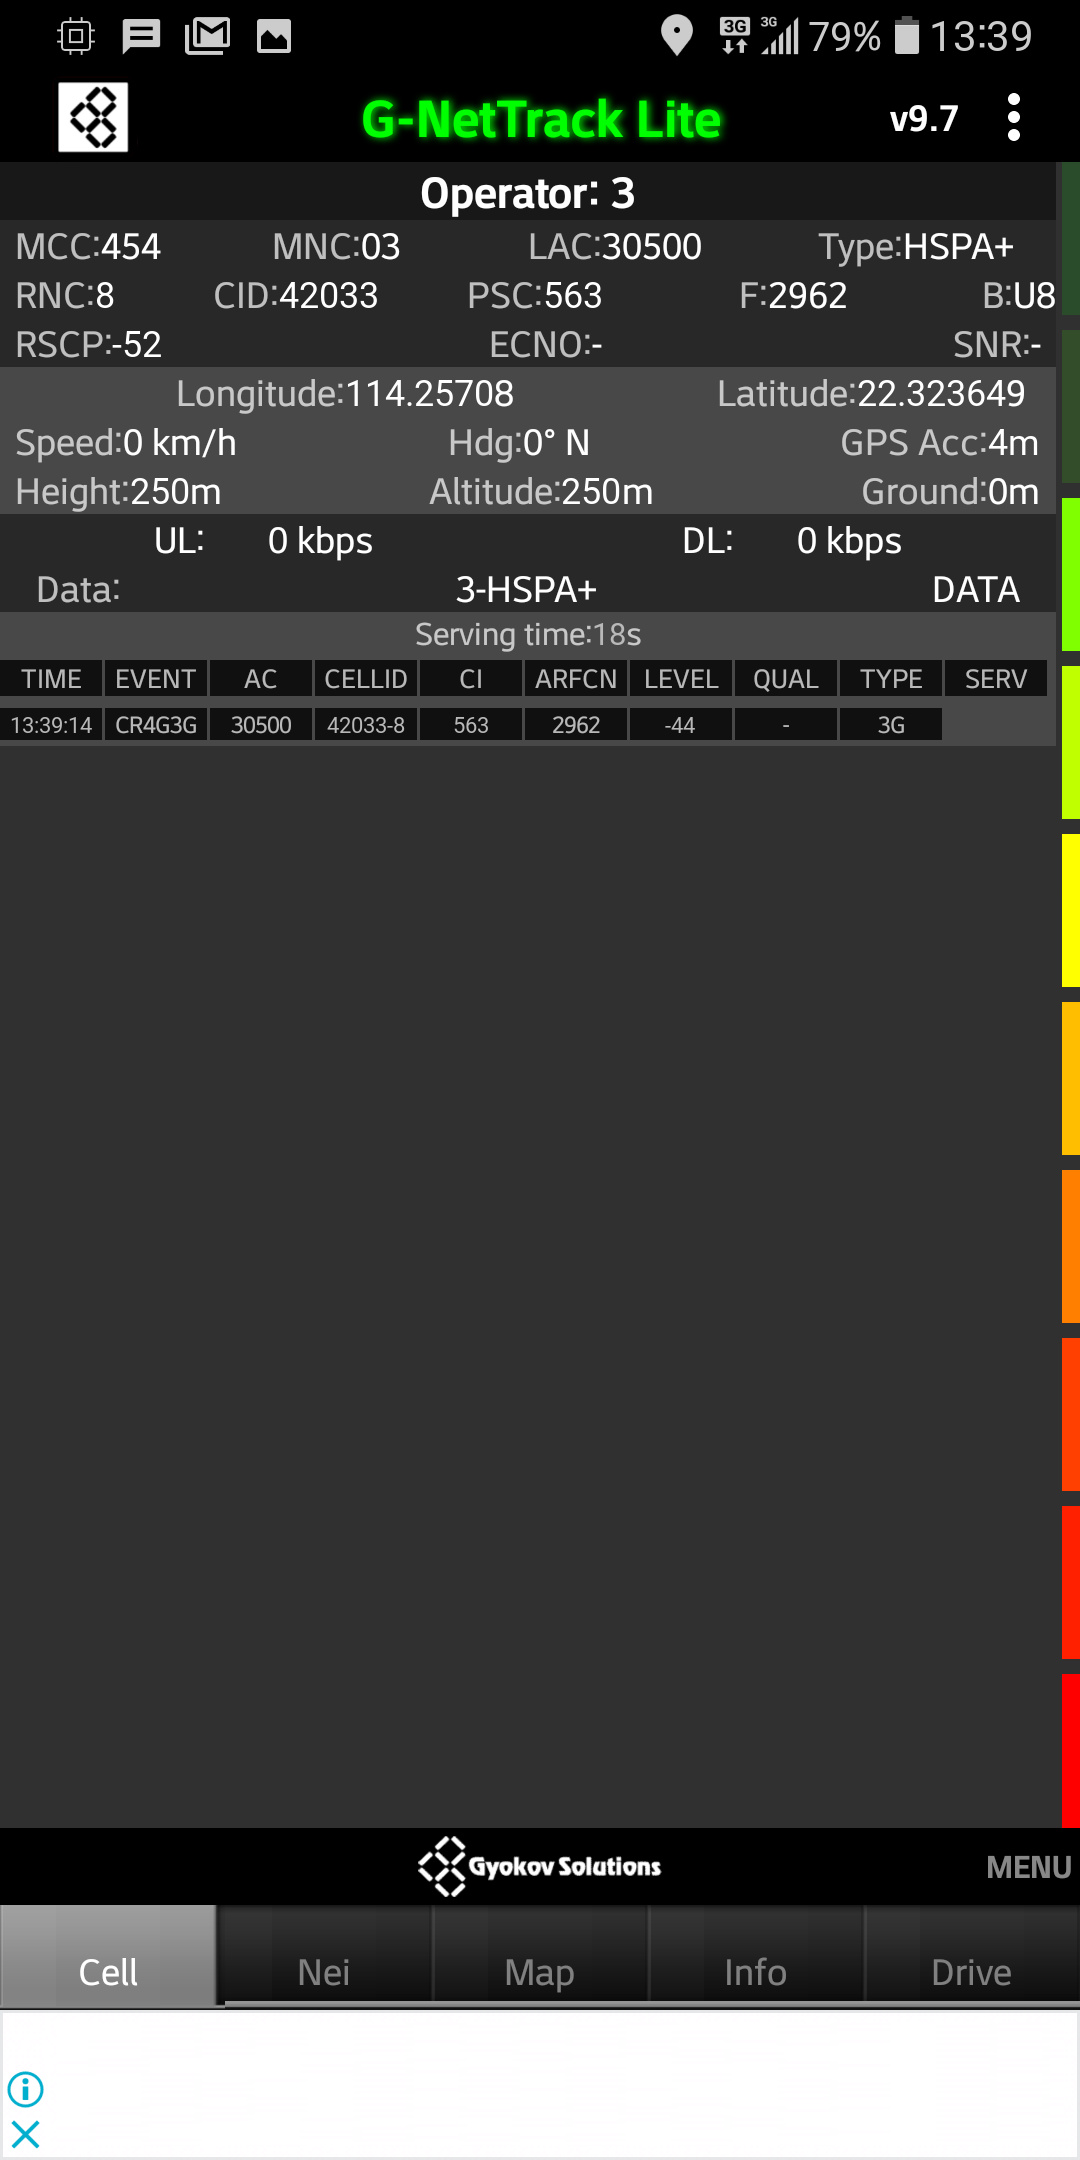 3G 3G 79% 13:39
G-NetTrack Lite v9.7
Operator: 3
MCC:454 MNC:03 LAC:30500 Type:HSPA+
RNC:8 CID:42033 PSC:563 F:2962 B:U8
RSCP:-52 ECNO:- SNR:-
Longitude:114.25708 Latitude:22.323649
Speed:0 km/h Hdg:0° N GPS Acc:4m
Height:250m Altitude:250m Ground:0m
UL: 0 kbps DL: 0 kbps
Data: 3-HSPA+ DATA
Serving time:18s
TIME EVENT AC CELLID CI ARFCN LEVEL QUAL TYPE SERV
13:39:14 CR4G3G 30500 42033-8 563 2962 -44 - 3G
Gyokov Solutions MENU
Cell Nei Map Info Drive